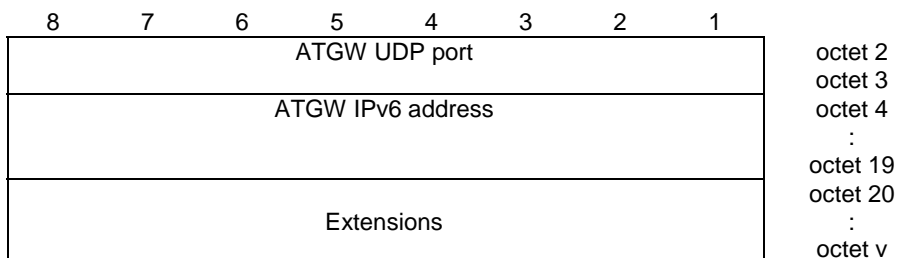 8 7 6 5 4 3 2 1
ATGW UDP port octet 2
octet 3
ATGW IPv6 address octet 4
:
octet 19
octet 20
Extensions :
octet v